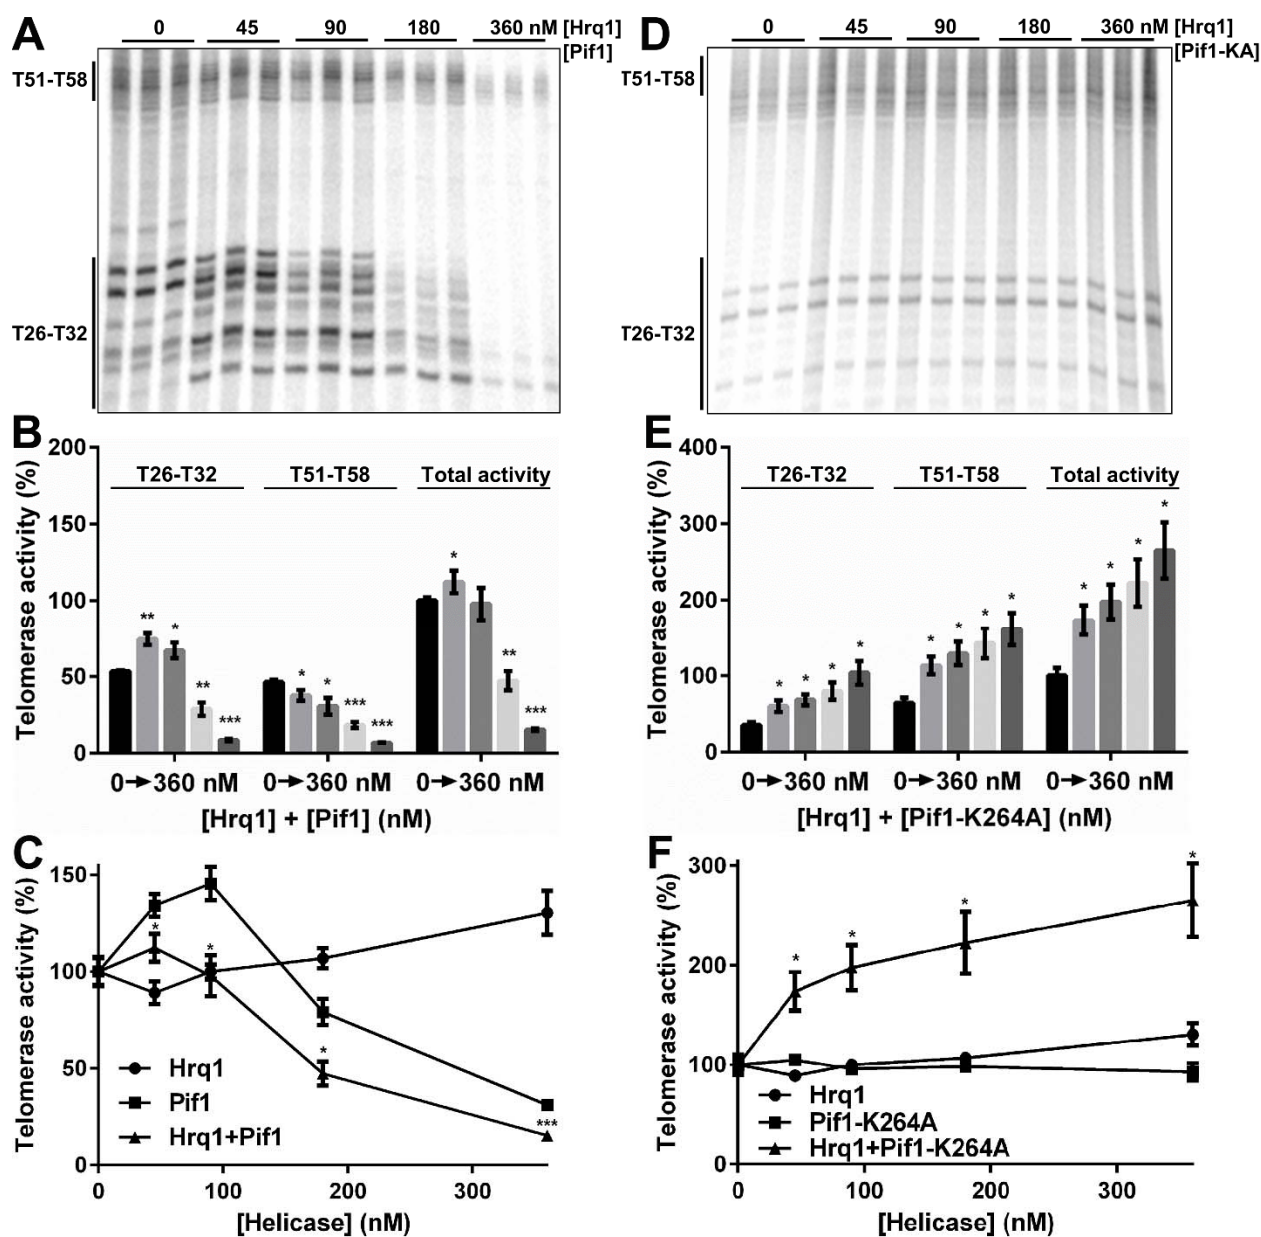 A
0 45 90 180 360 nM [Hrq1]
[Pif1]
T51-T58
T26-T32
B
Telomerase activity (%)
200
150
100
50
0
T26-T32 T51-T58 Total activity
** * ** ***
* * *** ***
* ** ***
0→360 nM 0→360 nM 0→360 nM
[Hrq1] + [Pif1] (nM)
C
Telomerase activity (%)
150
100
50
0
* * * ***
Hrq1
Pif1
Hrq1+Pif1
0 100 200 300
[Helicase] (nM)
D
0 45 90 180 360 nM [Hrq1]
[Pif1-KA]
T51-T58
T26-T32
E
Telomerase activity (%)
400
300
200
100
0
T26-T32 T51-T58 Total activity
* * * *
* * * *
* * * *
0→360 nM 0→360 nM 0→360 nM
[Hrq1] + [Pif1-K264A] (nM)
F
Telomerase activity (%)
300
200
100
0
* * * *
Hrq1
Pif1-K264A
Hrq1+Pif1-K264A
0 100 200 300
[Helicase] (nM)